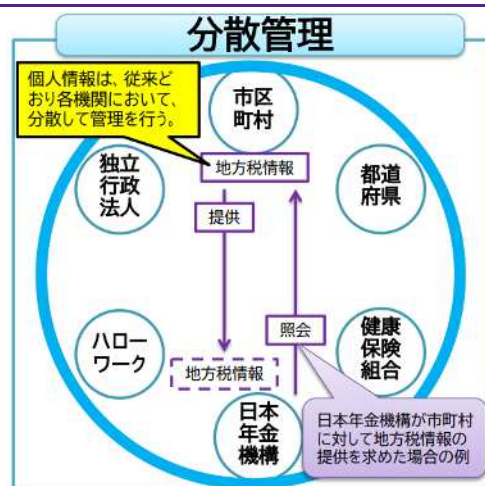 分散管理
個人情報は、従来ど
おり各機関において、
分散して管理を行う。
市区
町村
地方税情報
独立
行政
法人
都道
府県
提供
照会
ハロー
ワーク
健康
保険
組合
地方税情報
日本
年金
機構
日本年金機構が市町村
に対して地方税情報の
提供を求めた場合の例